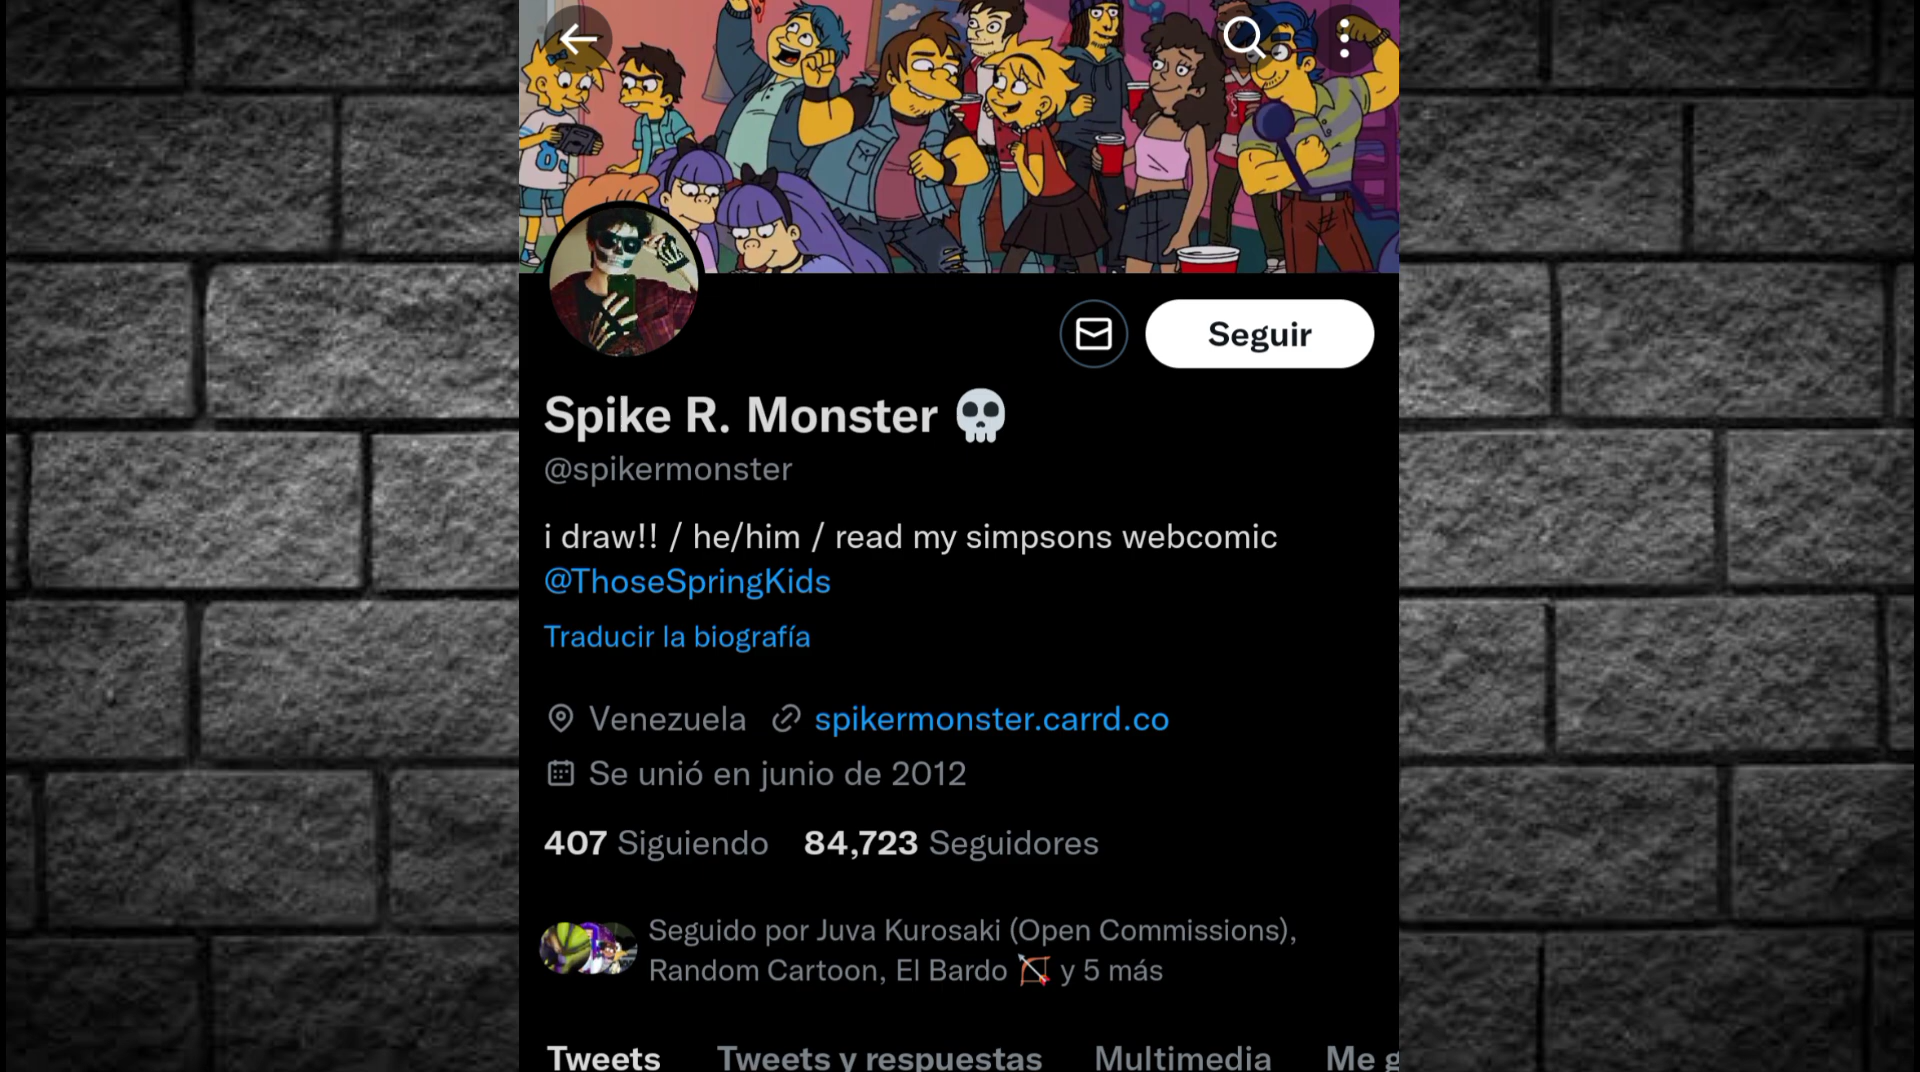 Seguir
Spike R. Monster 💀
@spikermonster
i draw!! / he/him / read my simpsons webcomic
@ThoseSpringKids
Traducir la biografía
Venezuela spikermonster.carrd.co
Se unió en junio de 2012
407 Siguiendo 84,723 Seguidores
Seguido por Juva Kurosaki (Open Commissions),
Random Cartoon, El Bardo 🏹 y 5 más
Tweets Tweets y respuestas Multimedia Me g